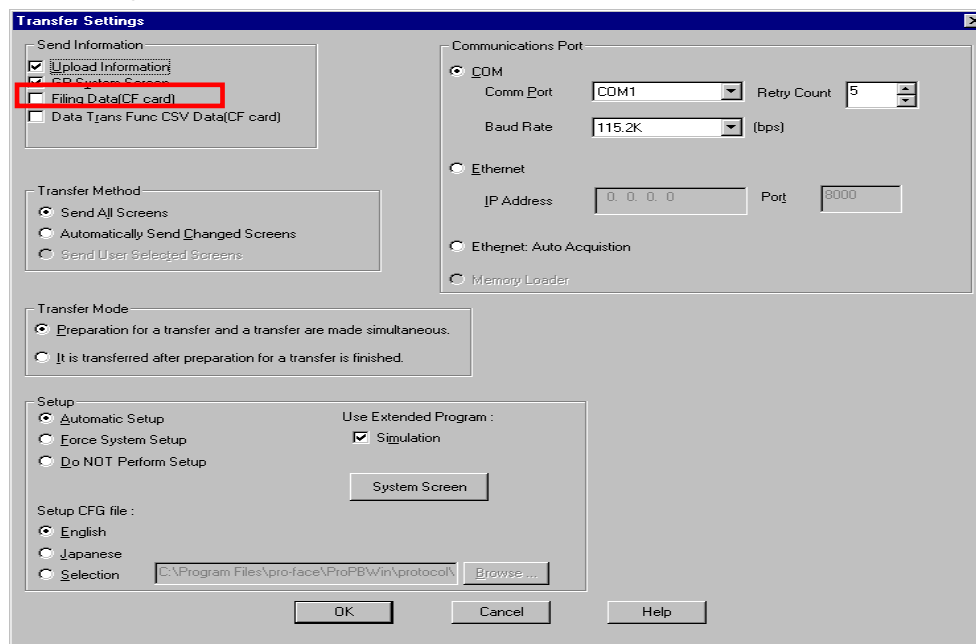 Transfer Settings
Send Information
Upload Information
GP System Screen
Filing Data(CF card)
Data Trans Func CSV Data(CF card)
Transfer Method
Send All Screens
Automatically Send Changed Screens
Send User Selected Screens
Transfer Mode
Preparation for a transfer and a transfer are made simultaneous.
It is transferred after preparation for a transfer is finished.
Communications Port
COM
Comm Port COM1 Retry Count 5
Baud Rate 115.2K (bps)
Ethernet
IP Address 0. 0. 0. 0 Port 8000
Ethernet: Auto Acquistion
Memory Loader
Setup
Automatic Setup
Force System Setup
Do NOT Perform Setup
Use Extended Program :
Simulation
System Screen
Setup CFG file :
English
Japanese
Selection C:\Program Files\pro-face\ProPBWin\protocol\ Browse ...
OK Cancel Help